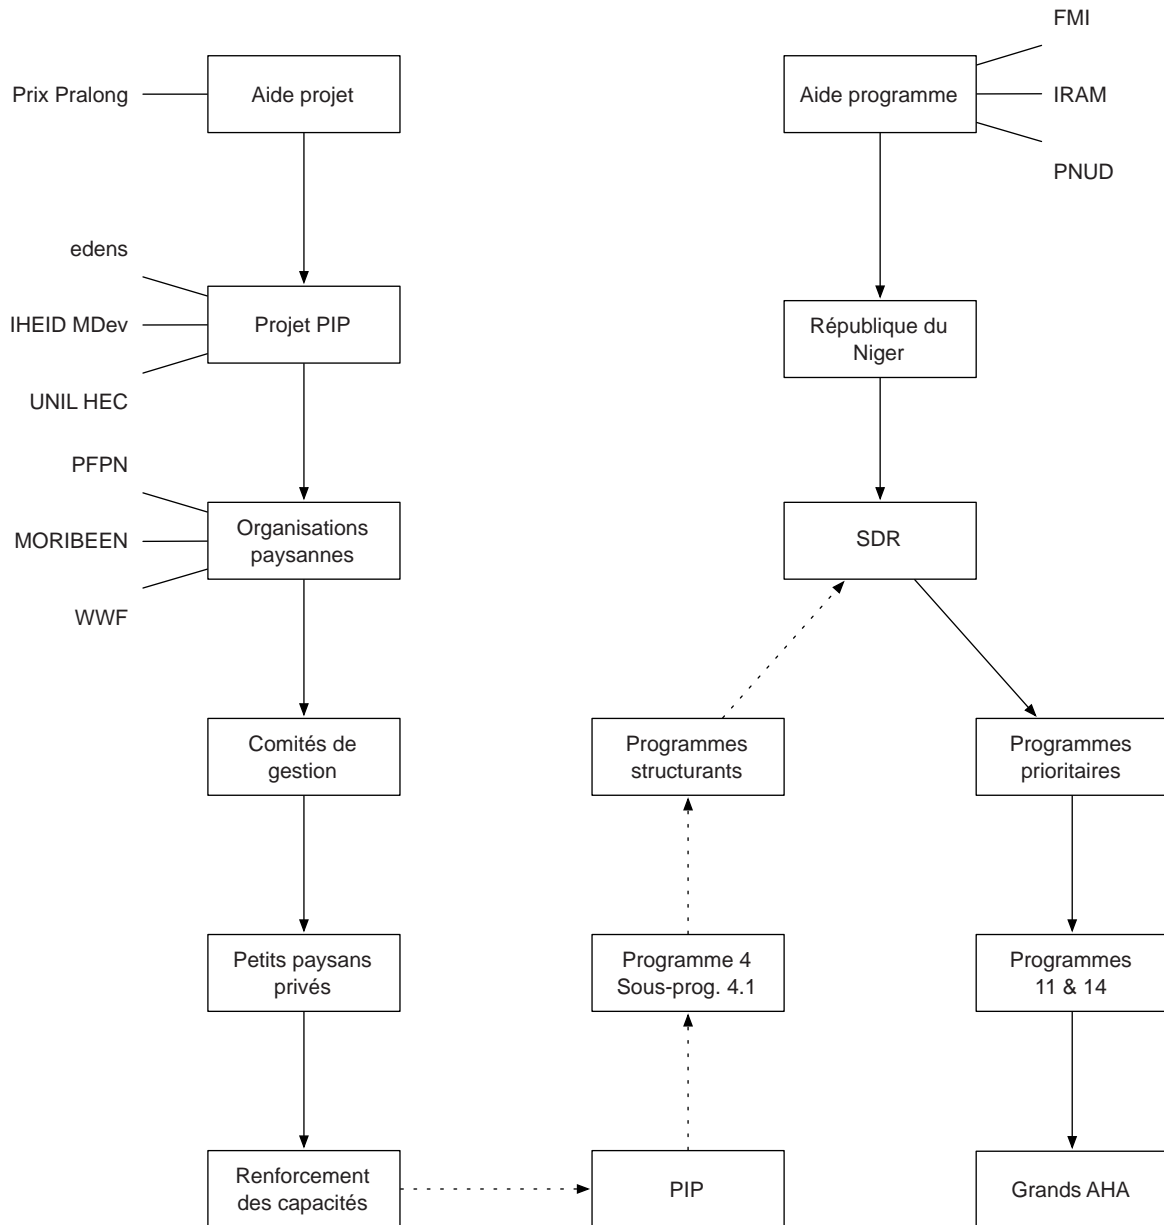 FMI
Prix Pralong
Aide projet
Aide programme
IRAM
PNUD
edens
IHEID MDev
Projet PIP
République du
Niger
UNIL HEC
PFPN
MORIBEEN
Organisations
paysannes
SDR
WWF
Comités de
gestion
Programmes
structurants
Programmes
prioritaires
Petits paysans
privés
Programme 4
Sous-prog. 4.1
Programmes
11 & 14
Renforcement
des capacités
PIP
Grands AHA